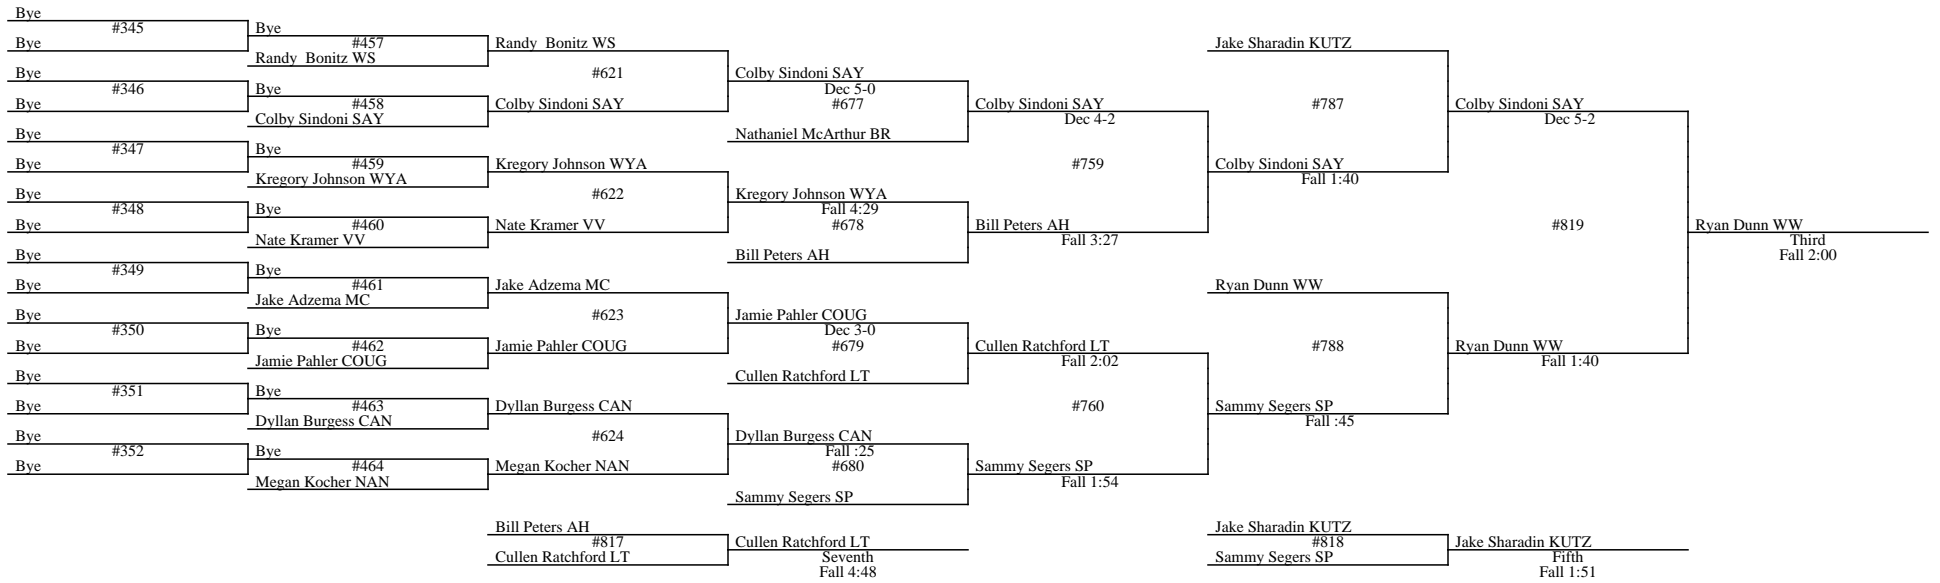 Bye
#345
Bye
Bye
#346
Bye
Bye
#347
Bye
Bye
#348
Bye
Bye
#349
Bye
Bye
#350
Bye
Bye
#351
Bye
Bye
#352
Bye
Bye
#457
Randy  Bonitz WS
Bye
#458
Colby Sindoni SAY
Bye
#459
Kregory Johnson WYA
Bye
#460
Nate Kramer VV
Bye
#461
Jake Adzema MC
Bye
#462
Jamie Pahler COUG
Bye
#463
Dyllan Burgess CAN
Bye
#464
Megan Kocher NAN
Randy  Bonitz WS
#621
Colby Sindoni SAY
Kregory Johnson WYA
#622
Nate Kramer VV
Jake Adzema MC
#623
Jamie Pahler COUG
Dyllan Burgess CAN
#624
Megan Kocher NAN
Colby Sindoni SAY
Dec 5-0
#677
Nathaniel McArthur BR
Kregory Johnson WYA
Fall 4:29
#678
Bill Peters AH
Jamie Pahler COUG
Dec 3-0
#679
Cullen Ratchford LT
Dyllan Burgess CAN
Fall :25
#680
Sammy Segers SP
Colby Sindoni SAY
Dec 4-2
#759
Bill Peters AH
Fall 3:27
Cullen Ratchford LT
Fall 2:02
#760
Sammy Segers SP
Fall 1:54
Jake Sharadin KUTZ
#787
Colby Sindoni SAY
Fall 1:40
Ryan Dunn WW
#788
Sammy Segers SP
Fall :45
Colby Sindoni SAY
Dec 5-2
#819
Ryan Dunn WW
Fall 1:40
Ryan Dunn WW
Third
Fall 2:00
Bill Peters AH
#817
Cullen Ratchford LT
Cullen Ratchford LT
Seventh
Fall 4:48
Jake Sharadin KUTZ
#818
Sammy Segers SP
Jake Sharadin KUTZ
Fifth
Fall 1:51